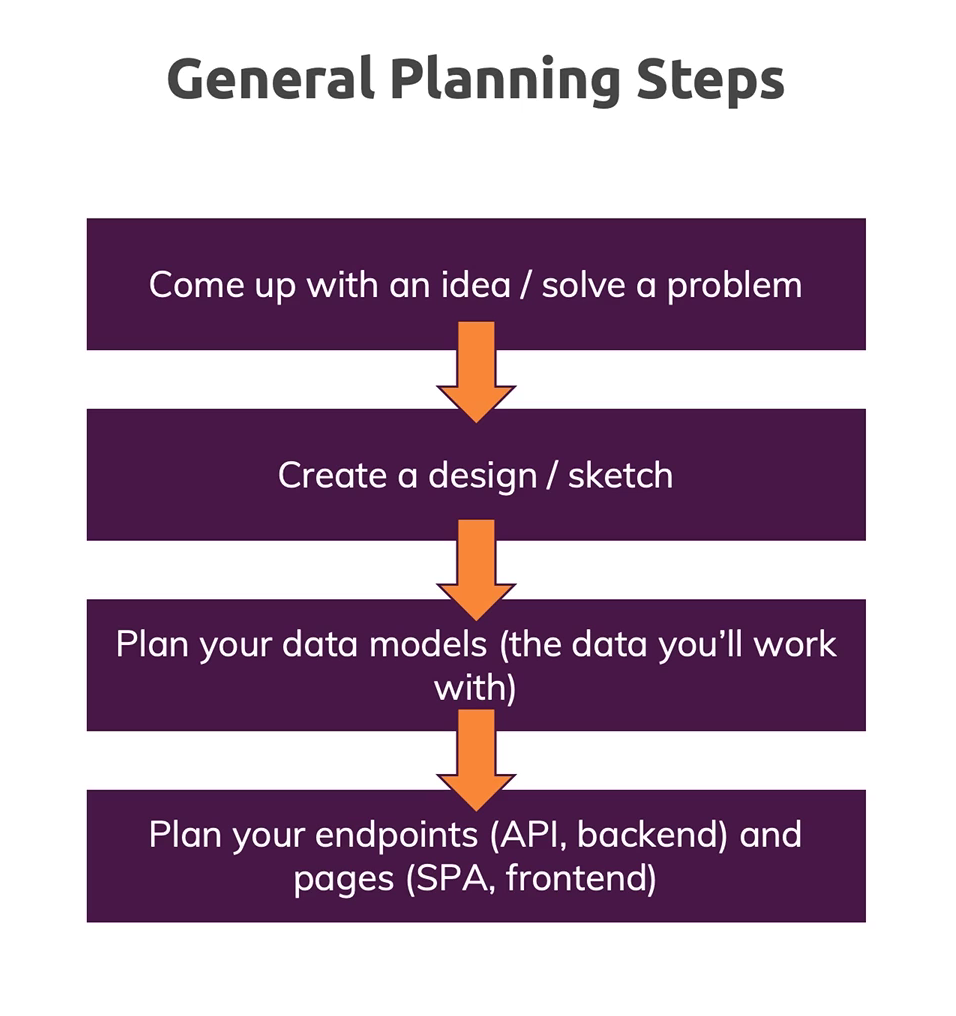 General Planning Steps
Come up with an idea / solve a problem
Create a design / sketch
Plan your data models (the data you’ll work
with)
Plan your endpoints (API, backend) and
pages (SPA, frontend)